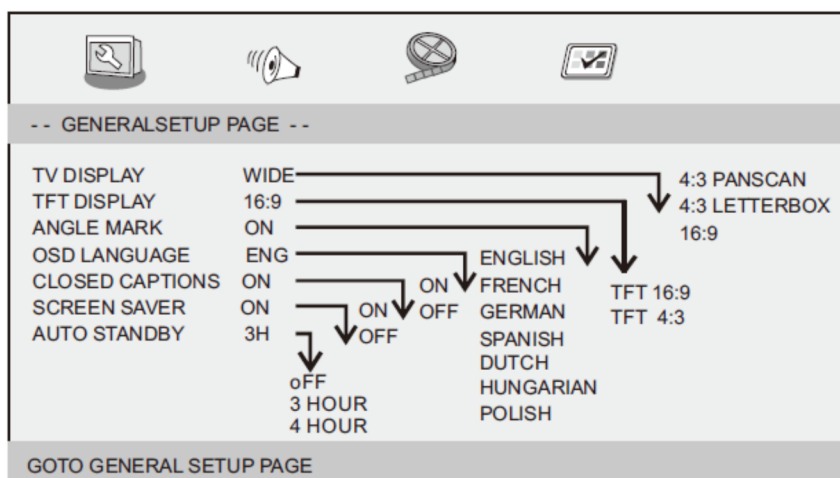 -- GENERALSETUP PAGE --
TV DISPLAY WIDE
TFT DISPLAY 16:9
ANGLE MARK ON
OSD LANGUAGE ENG
CLOSED CAPTIONS ON
SCREEN SAVER ON
AUTO STANDBY 3H
oFF
3 HOUR
4 HOUR
ON
OFF
ON
OFF
ENGLISH
FRENCH
GERMAN
SPANISH
DUTCH
HUNGARIAN
POLISH
TFT 16:9
TFT 4:3
4:3 PANSCAN
4:3 LETTERBOX
16:9
GOTO GENERAL SETUP PAGE